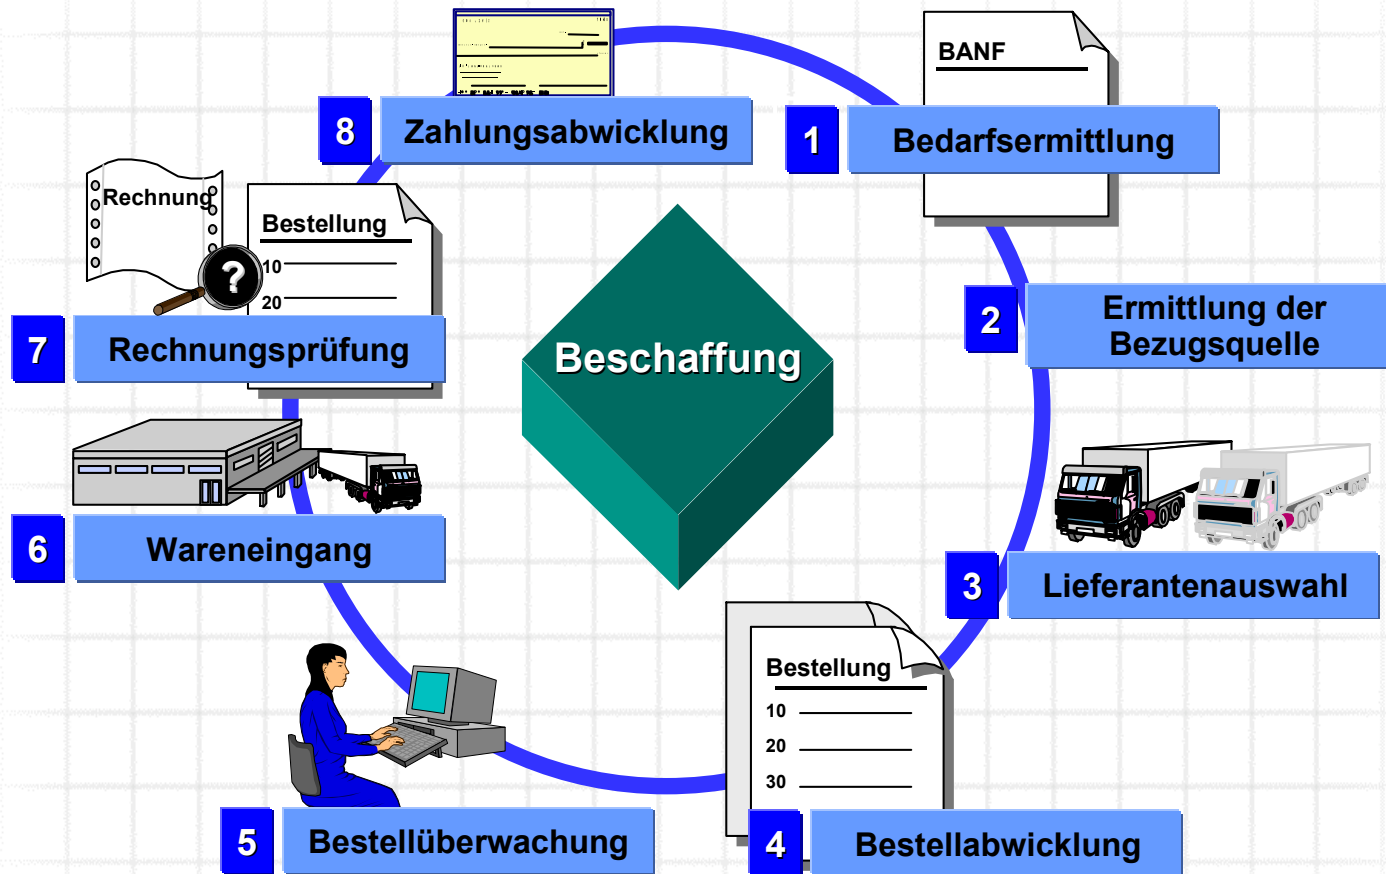 BANF
1
Bedarfsermittlung
2
Ermittlung der
Bezugsquelle
3
Lieferantenauswahl
Bestellung
10
20
30
4
Bestellabwicklung
5
Bestellüberwachung
6
Wareneingang
Rechnung
?
Bestellung
10
20
7
Rechnungsprüfung
8
Zahlungsabwicklung
Beschaffung